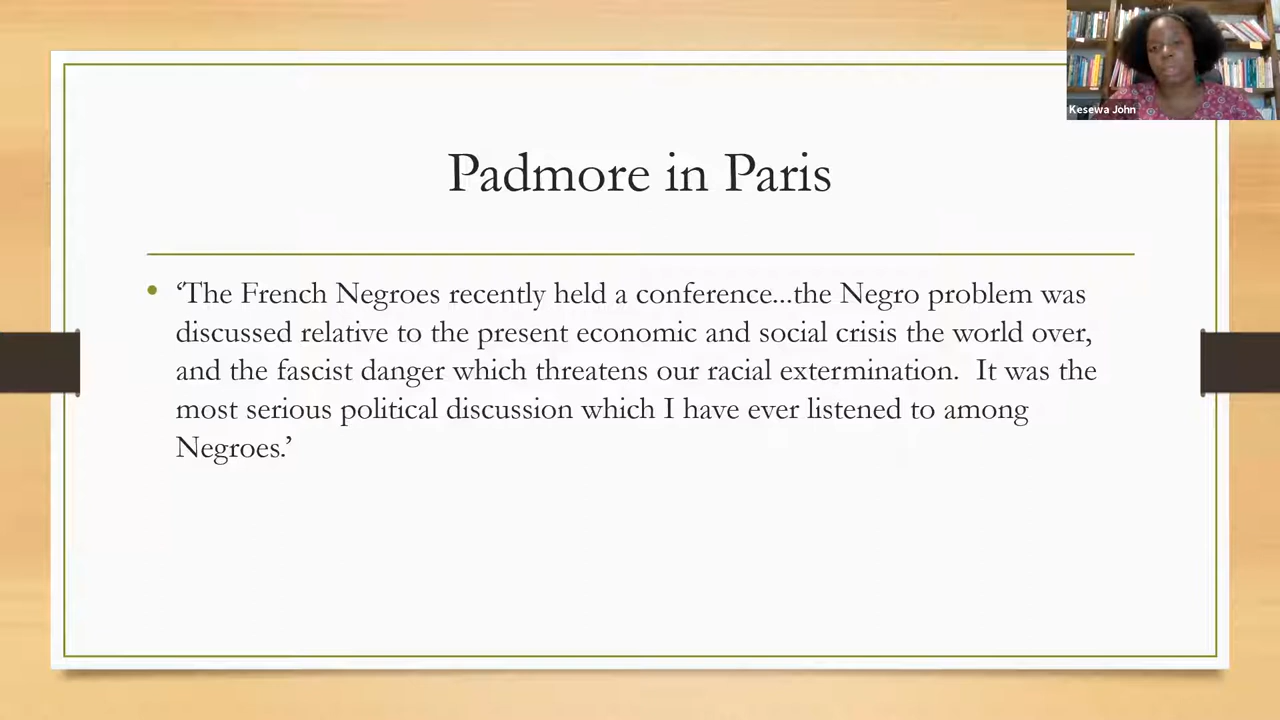 Kesewa John
Padmore in Paris
• ‘The French Negroes recently held a conference...the Negro problem was
discussed relative to the present economic and social crisis the world over,
and the fascist danger which threatens our racial extermination.  It was the
most serious political discussion which I have ever listened to among
Negroes.’